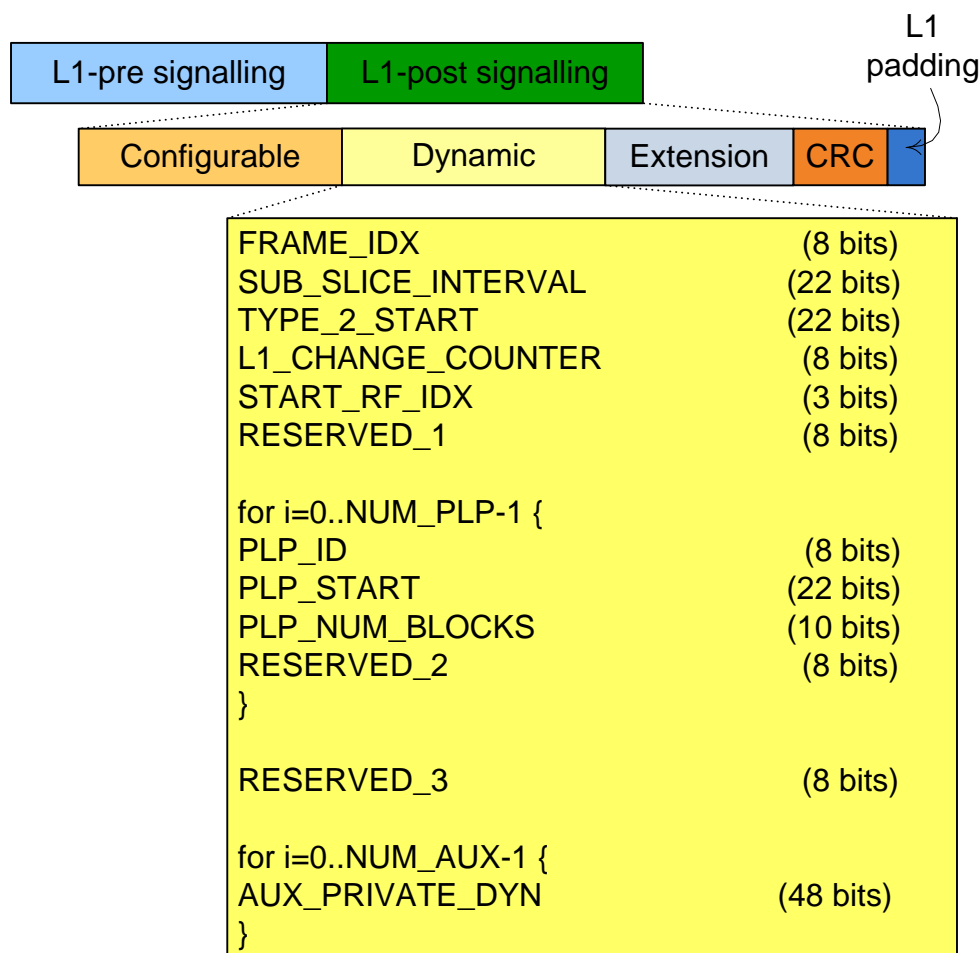 L1
padding
L1-pre signalling L1-post signalling
Configurable Dynamic Extension CRC
FRAME_IDX (8 bits)
SUB_SLICE_INTERVAL (22 bits)
TYPE_2_START (22 bits)
L1_CHANGE_COUNTER (8 bits)
START_RF_IDX (3 bits)
RESERVED_1 (8 bits)
for i=0..NUM_PLP-1 {
PLP_ID (8 bits)
PLP_START (22 bits)
PLP_NUM_BLOCKS (10 bits)
RESERVED_2 (8 bits)
}
RESERVED_3 (8 bits)
for i=0..NUM_AUX-1 {
AUX_PRIVATE_DYN (48 bits)
}